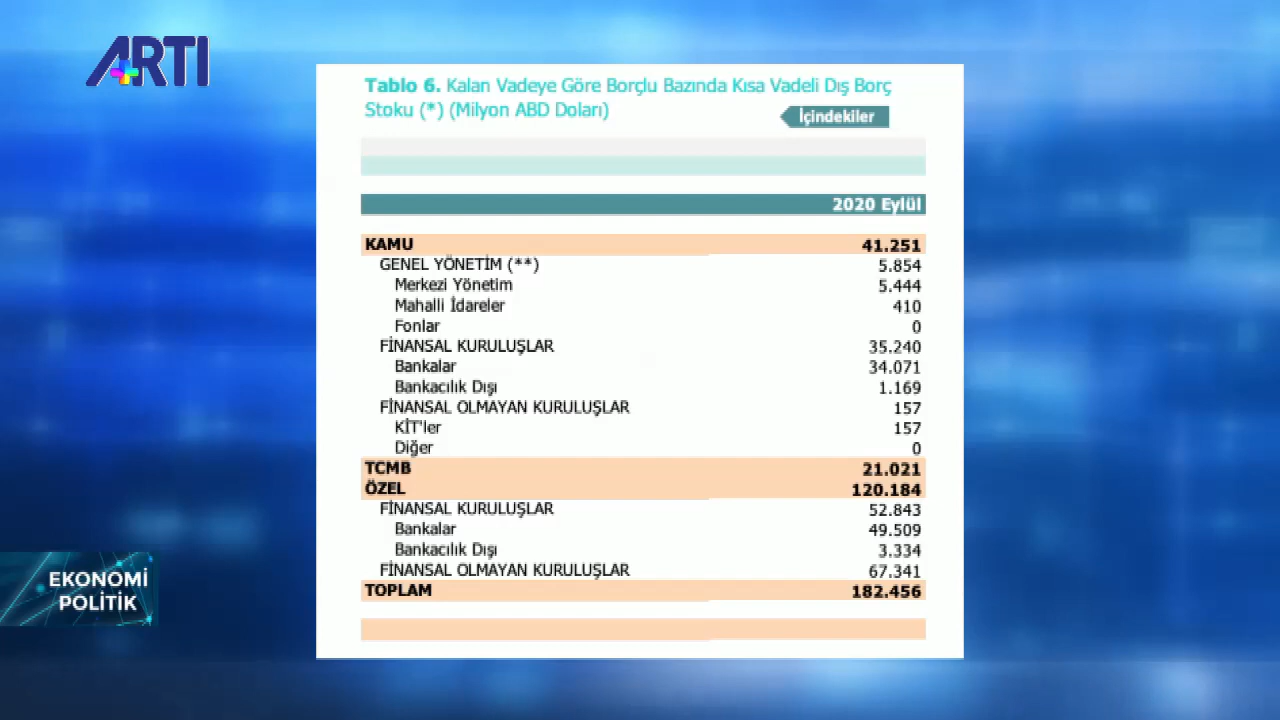 ARTI
Tablo 6. Kalan Vadeye Göre Borçlu Bazında Kısa Vadeli Dış Borç
Stoku (*) (Milyon ABD Doları)
İçindekiler
2020 Eylül
KAMU 41.251
GENEL YÖNETİM (**) 5.854
Merkezi Yönetim 5.444
Mahalli İdareler 410
Fonlar 0
FİNANSAL KURULUŞLAR 35.240
Bankalar 34.071
Bankacılık Dışı 1.169
FİNANSAL OLMAYAN KURULUŞLAR 157
KİT'ler 157
Diğer 0
TCMB 21.021
ÖZEL 120.184
FİNANSAL KURULUŞLAR 52.843
Bankalar 49.509
Bankacılık Dışı 3.334
FİNANSAL OLMAYAN KURULUŞLAR 67.341
TOPLAM 182.456
EKONOMİ
POLİTİK